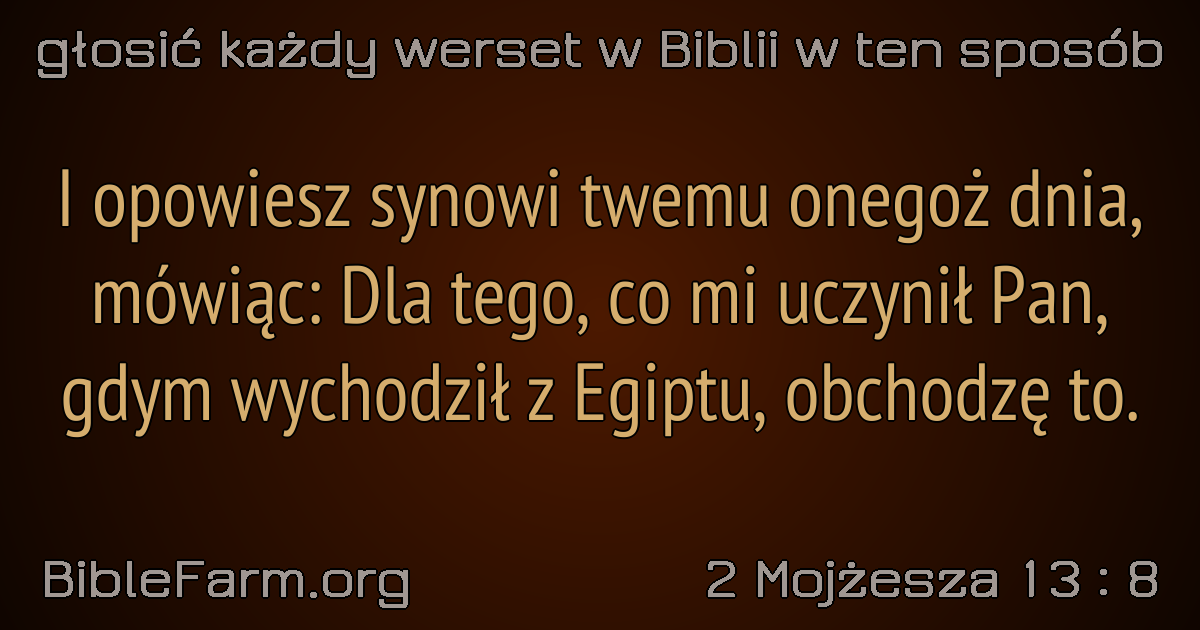 głosić każdy werset w Biblii w ten sposób
I opowiesz synowi twemu onegoż dnia,
mówiąc: Dla tego, co mi uczynił Pan,
gdym wychodził z Egiptu, obchodzę to.
BibleFarm.org
2 Mojżesza 13 : 8